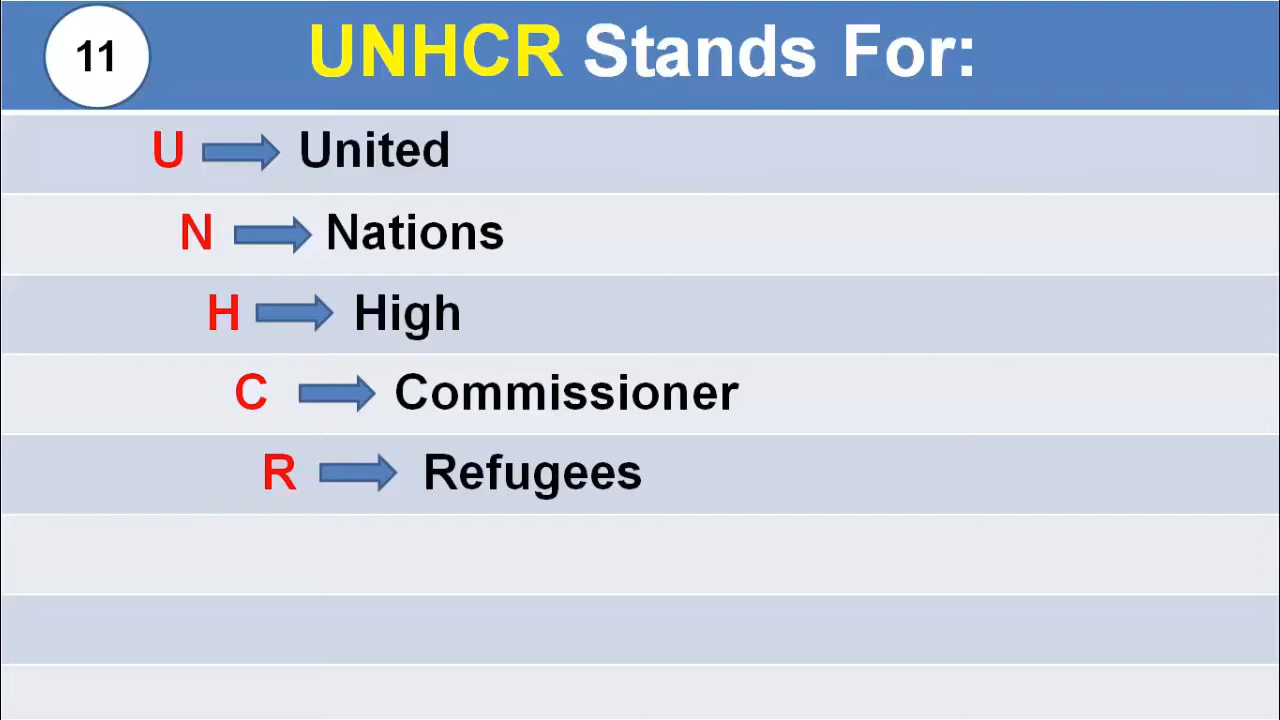 11
UNHCR Stands For:
U United
N Nations
H High
C Commissioner
R Refugees